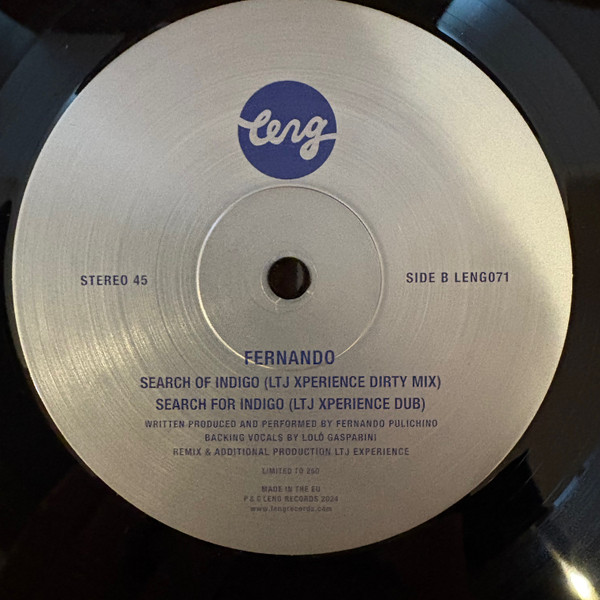 Leng
STEREO 45
SIDE B LENG071
FERNANDO
SEARCH OF INDIGO (LTJ XPERIENCE DIRTY MIX)
SEARCH FOR INDIGO (LTJ XPERIENCE DUB)
WRITTEN PRODUCED AND PERFORMED BY FERNANDO PULICHINO
BACKING VOCALS BY LOLÒ GASPARINI
REMIX & ADDITIONAL PRODUCTION LTJ EXPERIENCE
LIMITED TO 250
MADE IN THE EU
P & C LENG RECORDS 2024
www.lengrecords.com